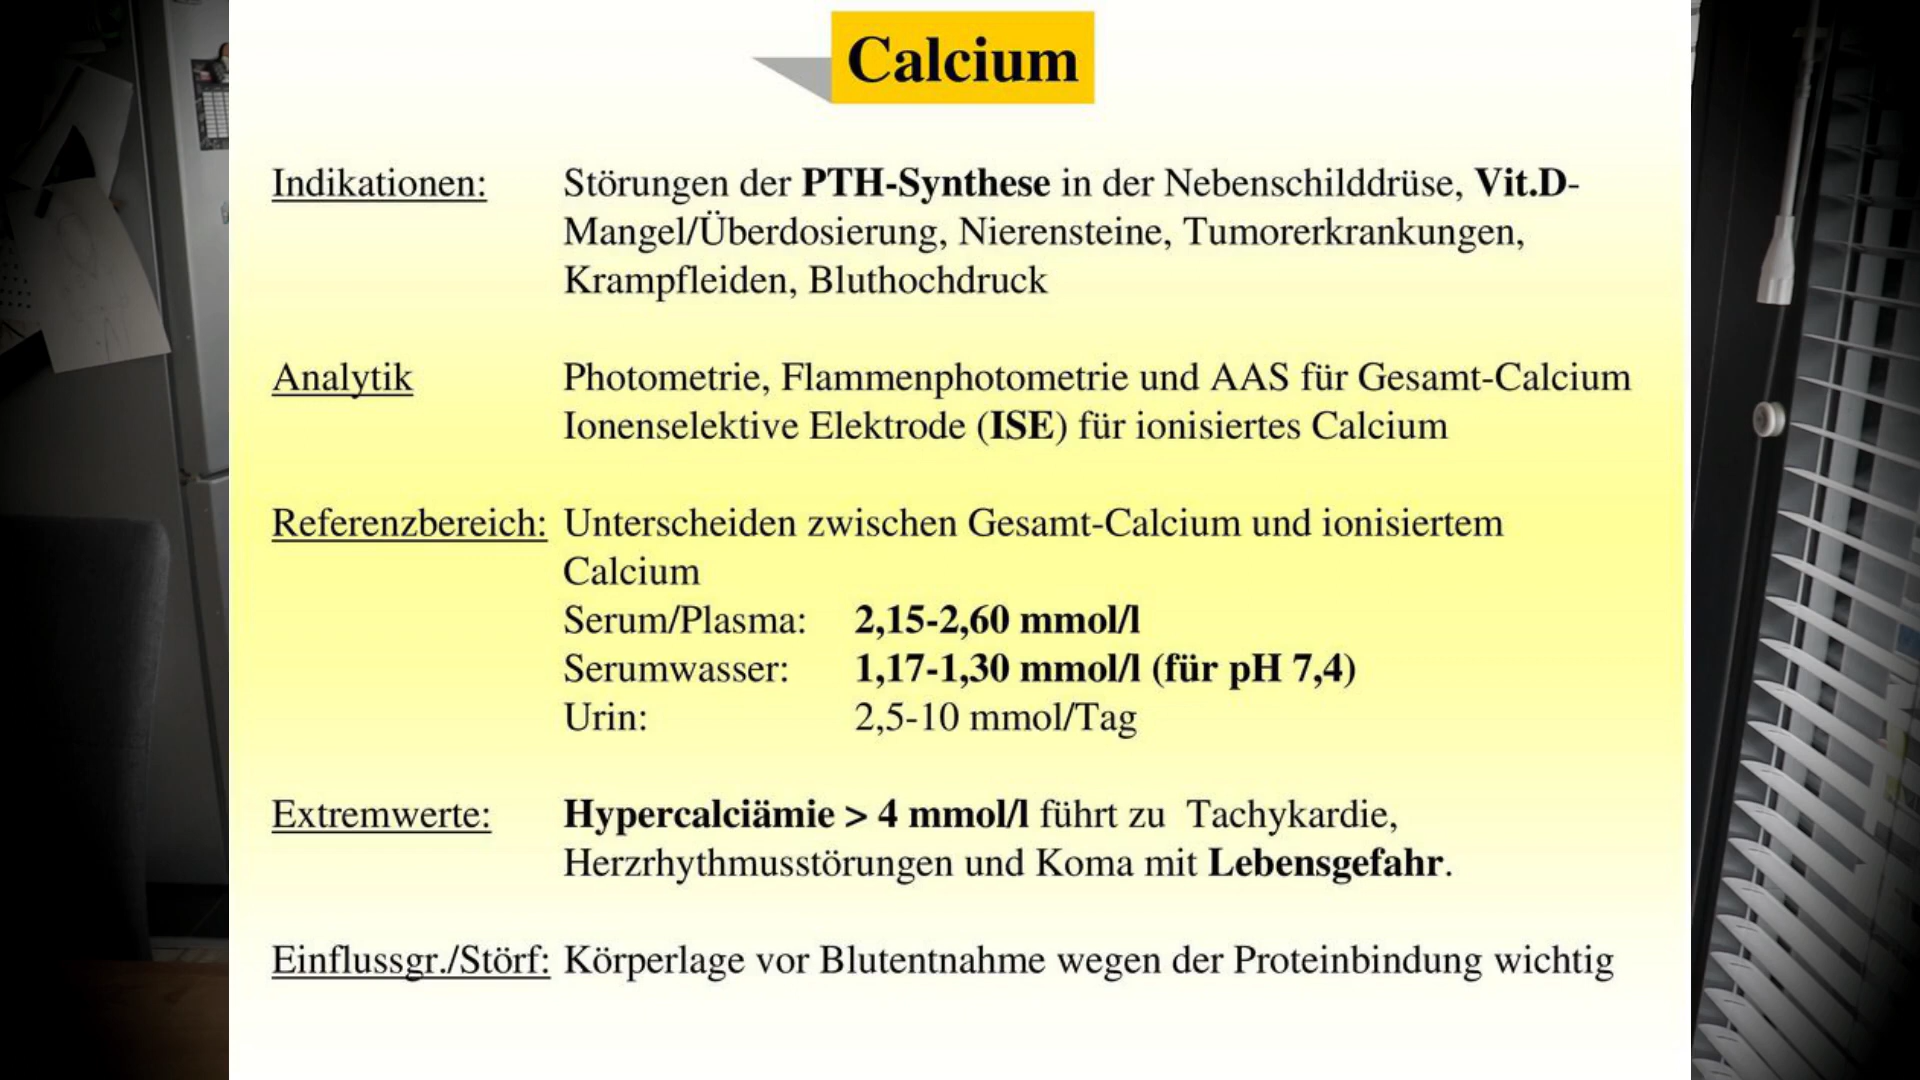 Calcium
Indikationen: Störungen der PTH-Synthese in der Nebenschilddrüse, Vit.D-
Mangel/Überdosierung, Nierensteine, Tumorerkrankungen,
Krampfleiden, Bluthochdruck
Analytik Photometrie, Flammenphotometrie und AAS für Gesamt-Calcium
Ionenselektive Elektrode (ISE) für ionisiertes Calcium
Referenzbereich: Unterscheiden zwischen Gesamt-Calcium und ionisiertem
Calcium
Serum/Plasma: 2,15-2,60 mmol/l
Serumwasser: 1,17-1,30 mmol/l (für pH 7,4)
Urin: 2,5-10 mmol/Tag
Extremwerte: Hypercalciämie > 4 mmol/l führt zu Tachykardie,
Herzrhythmusstörungen und Koma mit Lebensgefahr.
Einflussgr./Störf: Körperlage vor Blutentnahme wegen der Proteinbindung wichtig